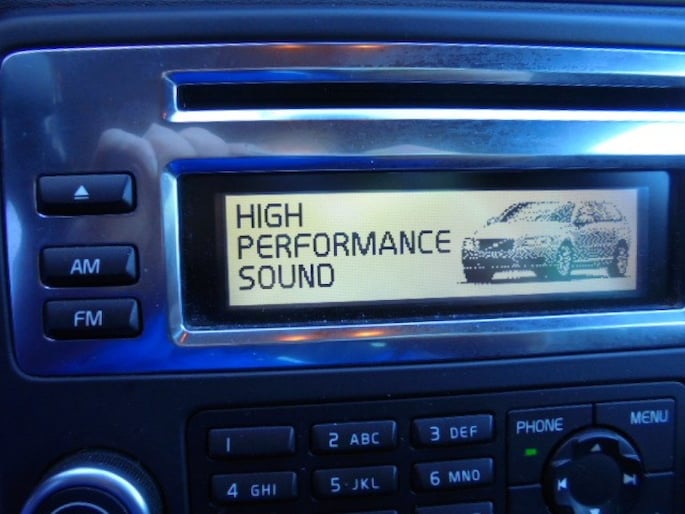 HIGH
PERFORMANCE
SOUND
AM
FM
PHONE
MENU
1
2 ABC
3 DEF
4 GHI
5 JKL
6 MNO